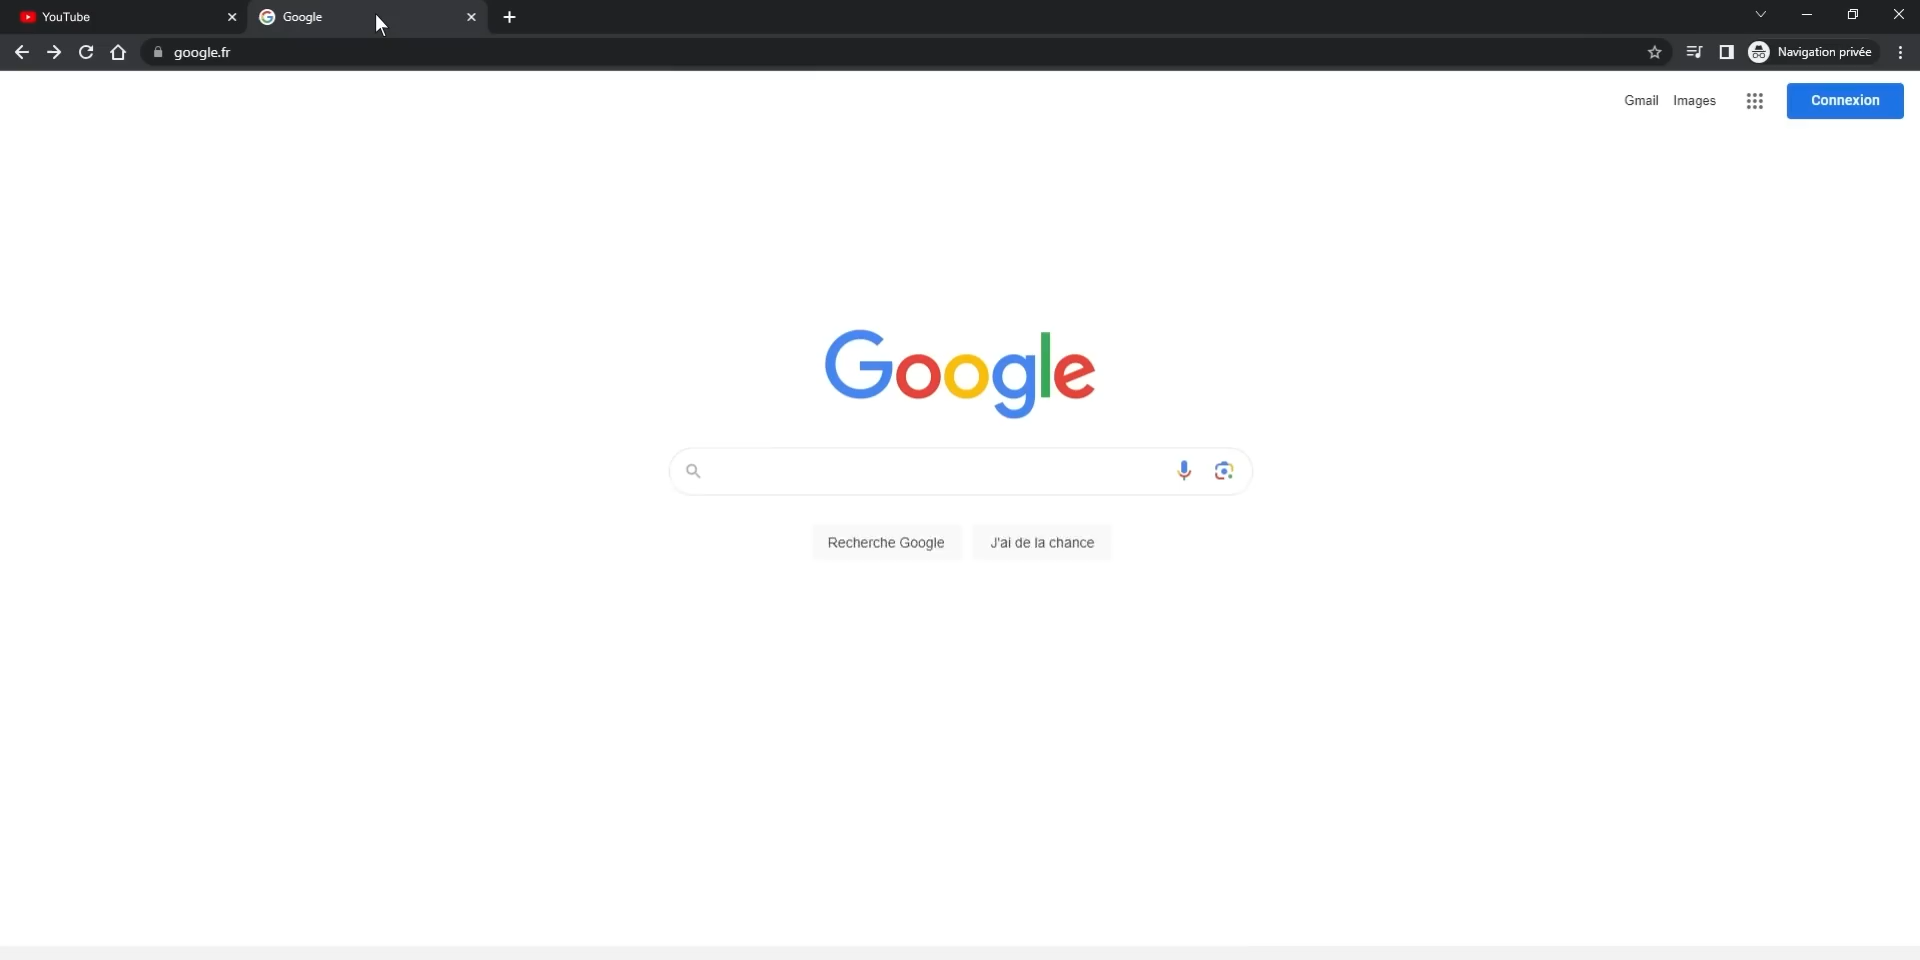 YouTube
Google
google.fr
Navigation privée
Gmail Images
Connexion
Google
Recherche Google
J'ai de la chance